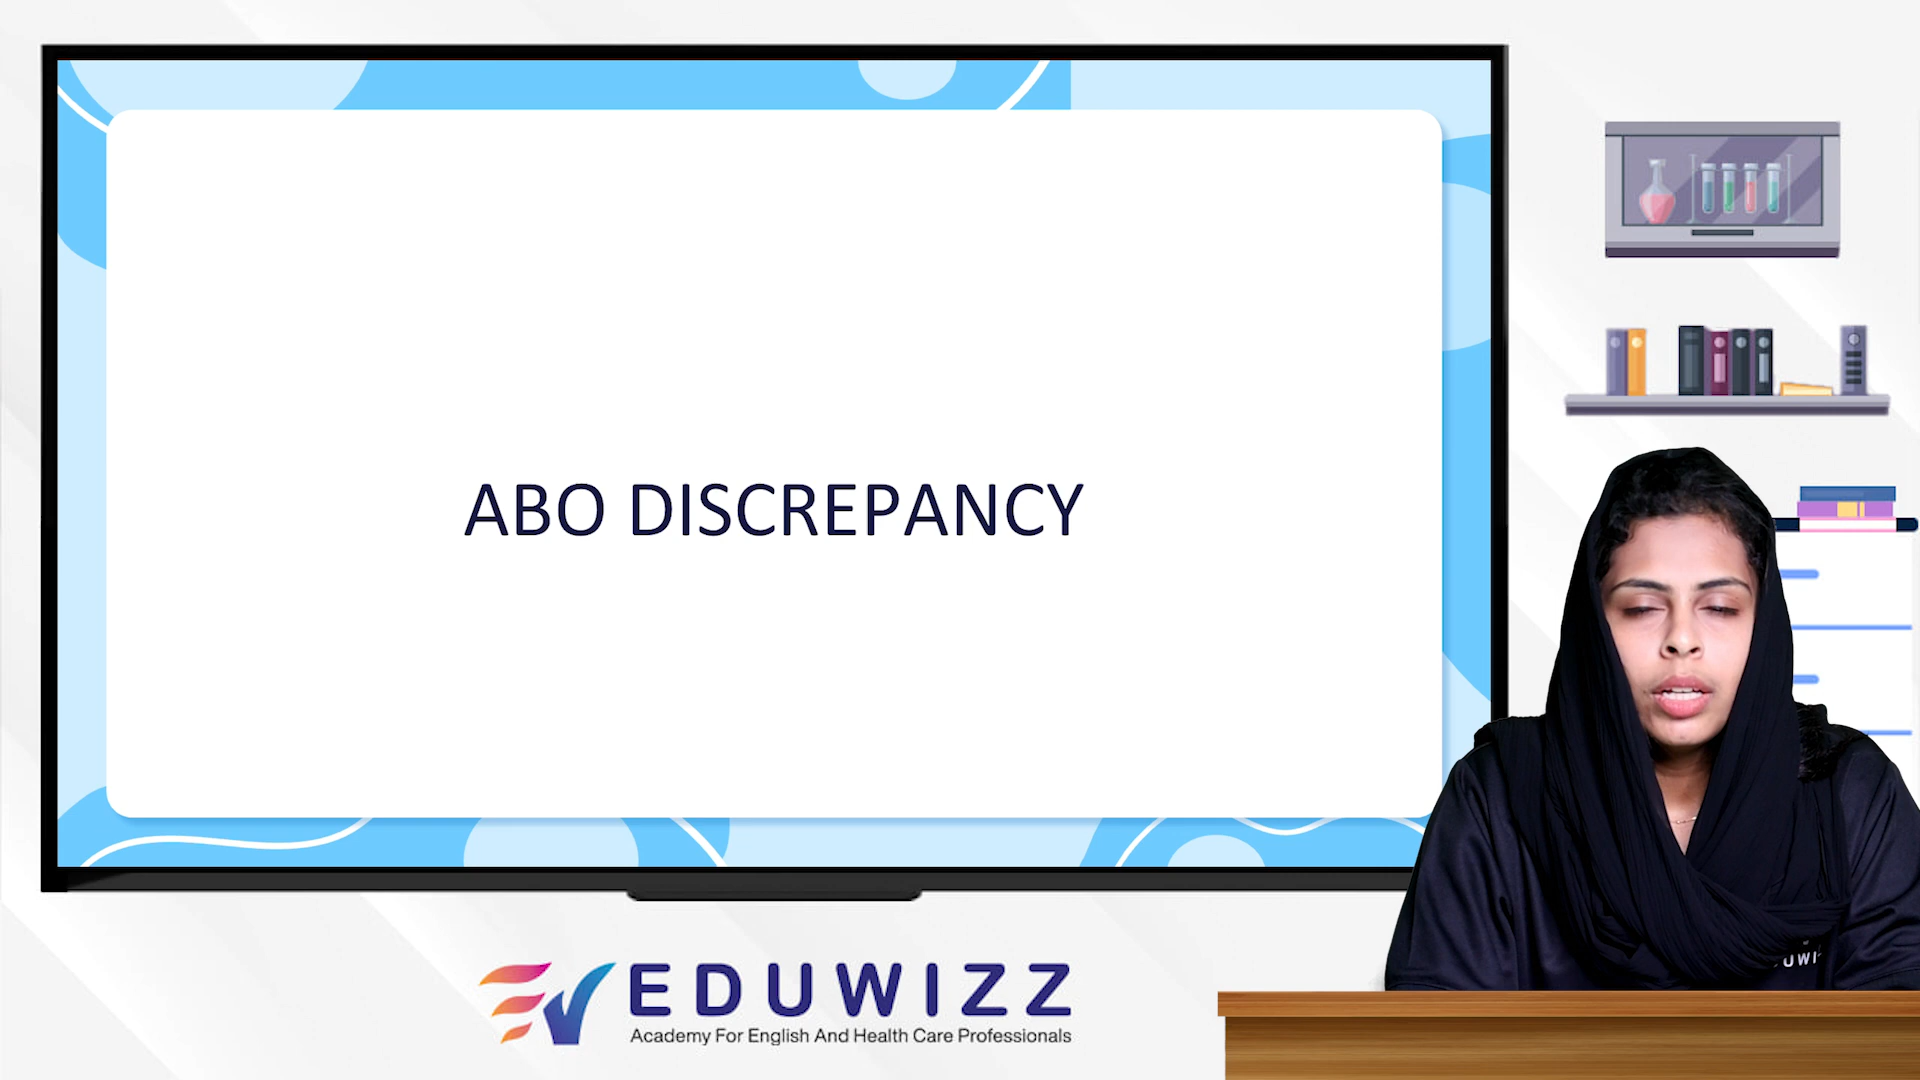 ABO DISCREPANCY
EDUWIZZ
Academy For English And Health Care Professionals